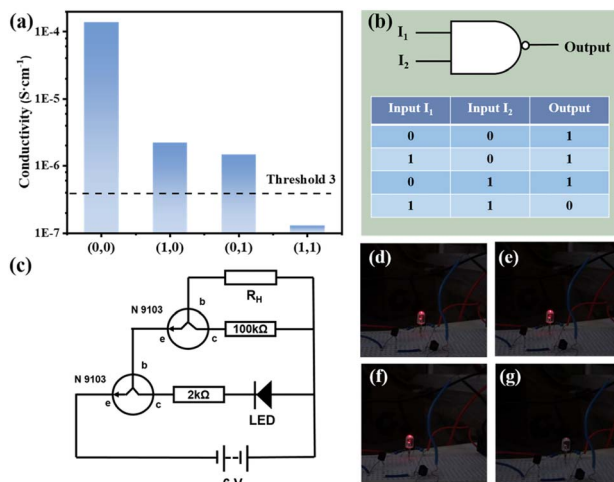 (a)
Conductivity (S·cm⁻¹)
1E-4
1E-5
1E-6
1E-7
Threshold 3
(0,0) (1,0) (0,1) (1,1)
(b)
I₁
I₂
Output
Input I₁ Input I₂ Output
0 0 1
1 0 1
0 1 1
1 1 0
(c)
b
R_H
N 9103
e c 100kΩ
b
N 9103
e c 2kΩ
LED
(d)
(e)
(f)
(g)